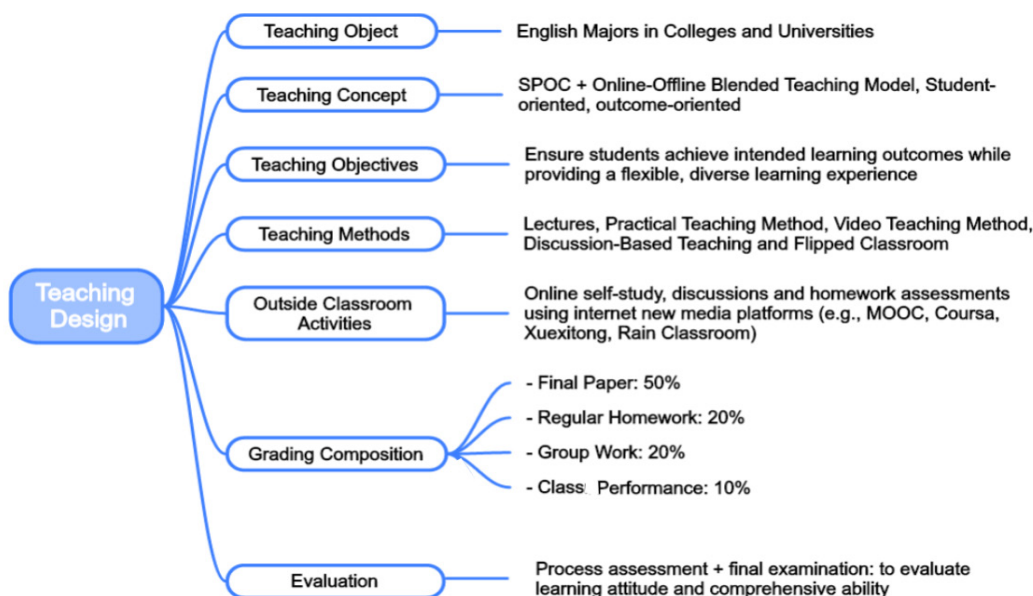 Teaching Object
English Majors in Colleges and Universities
Teaching Concept
SPOC + Online-Offline Blended Teaching Model, Student-
oriented, outcome-oriented
Teaching Objectives
Ensure students achieve intended learning outcomes while
providing a flexible, diverse learning experience
Teaching Methods
Lectures, Practical Teaching Method, Video Teaching Method,
Discussion-Based Teaching and Flipped Classroom
Teaching
Design
Outside Classroom
Activities
Online self-study, discussions and homework assessments
using internet new media platforms (e.g., MOOC, Coursa,
Xuexitong, Rain Classroom)
Grading Composition
- Final Paper: 50%
- Regular Homework: 20%
- Group Work: 20%
- Class Performance: 10%
Evaluation
Process assessment + final examination: to evaluate
learning attitude and comprehensive ability